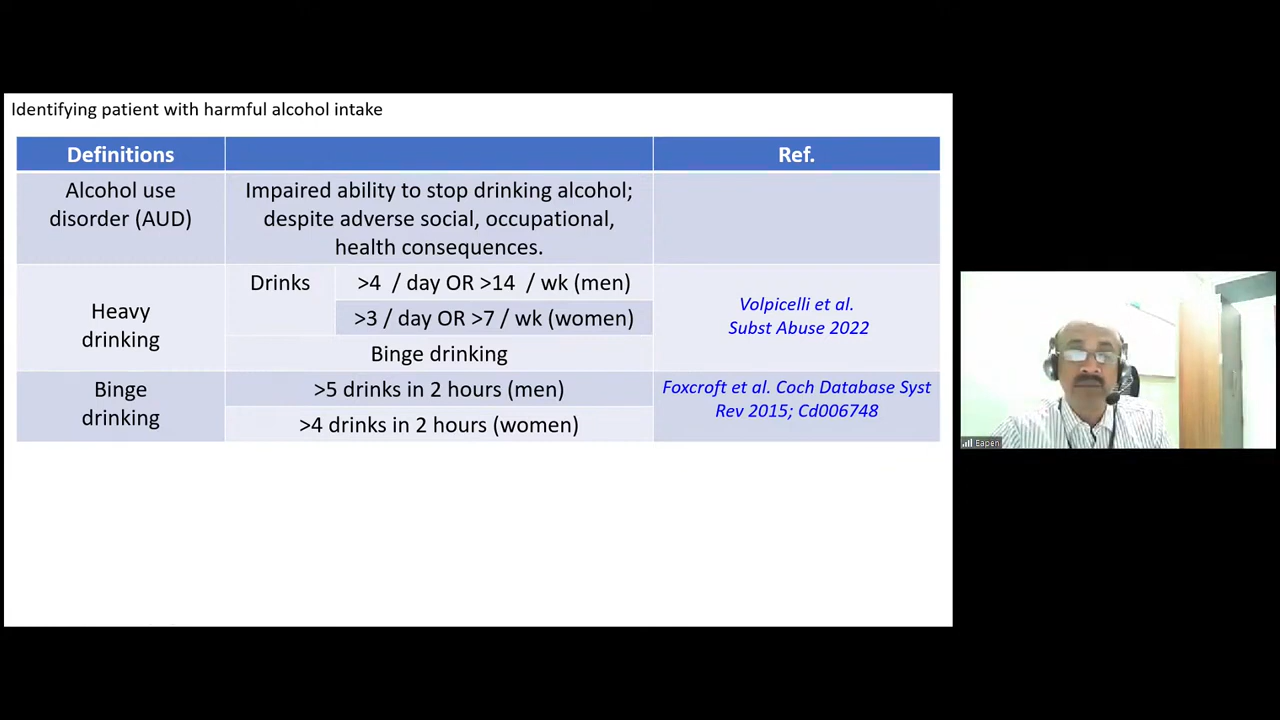 Identifying patient with harmful alcohol intake
Definitions
Ref.
Alcohol use
disorder (AUD)
Impaired ability to stop drinking alcohol;
despite adverse social, occupational,
health consequences.
Heavy
drinking
Drinks
>4 / day OR >14 / wk (men)
>3 / day OR >7 / wk (women)
Binge drinking
Volpicelli et al.
Subst Abuse 2022
Binge
drinking
>5 drinks in 2 hours (men)
>4 drinks in 2 hours (women)
Foxcroft et al. Coch Database Syst
Rev 2015; Cd006748
Eapen